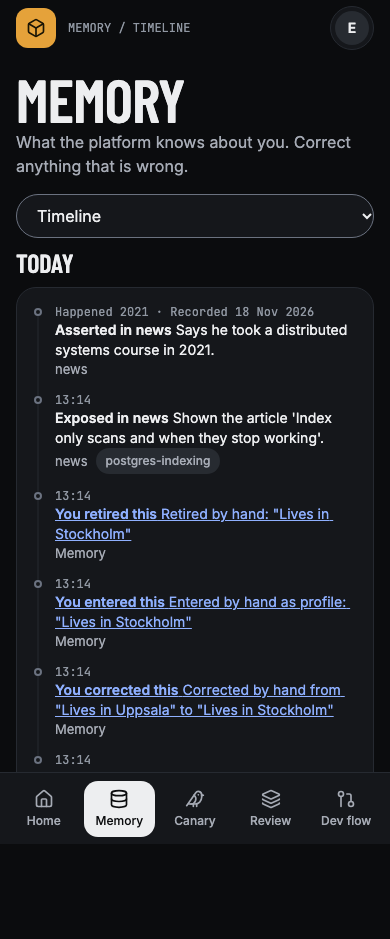 MEMORY / TIMELINE
E
MEMORY
What the platform knows about you. Correct
anything that is wrong.
Timeline
TODAY
Happened 2021 · Recorded 18 Nov 2026
Asserted in news Says he took a distributed
systems course in 2021.
news
13:14
Exposed in news Shown the article 'Index
only scans and when they stop working'.
news postgres-indexing
13:14
You retired this Retired by hand: "Lives in
Stockholm"
Memory
13:14
You entered this Entered by hand as profile:
"Lives in Stockholm"
Memory
13:14
You corrected this Corrected by hand from
"Lives in Uppsala" to "Lives in Stockholm"
Memory
13:14
Home Memory Canary Review Dev flow